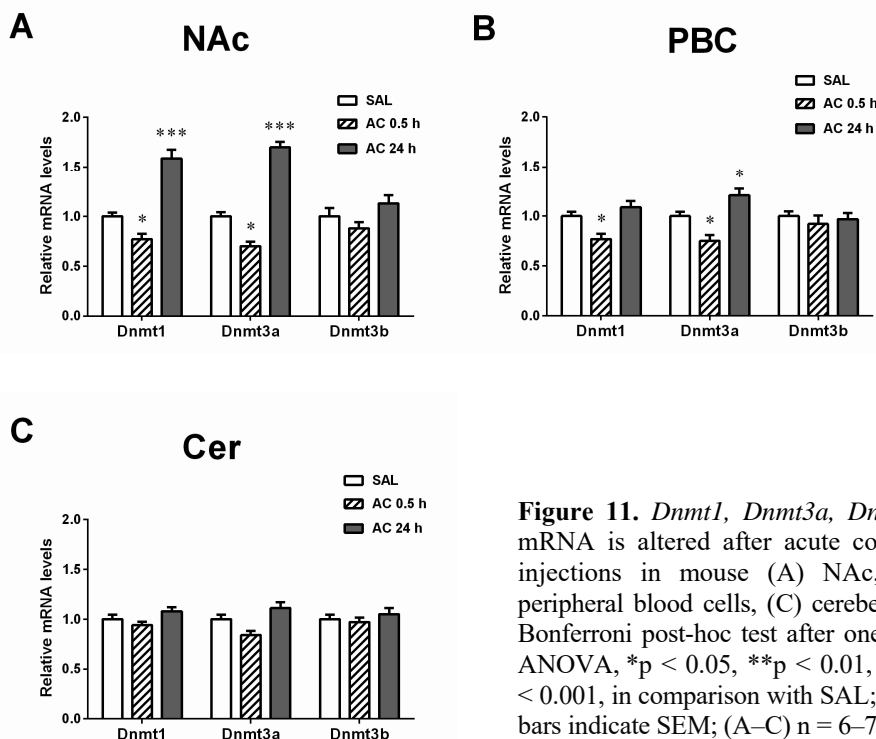 A
NAc
SAL
AC 0.5 h
AC 24 h
Relative mRNA levels
2.0
1.5
1.0
0.5
0.0
***
***
*
*
Dnmt1
Dnmt3a
Dnmt3b
B
PBC
SAL
AC 0.5 h
AC 24 h
Relative mRNA levels
2.0
1.5
1.0
0.5
0.0
*
*
*
Dnmt1
Dnmt3a
Dnmt3b
C
Cer
SAL
AC 0.5 h
AC 24 h
Relative mRNA levels
2.0
1.5
1.0
0.5
0.0
Dnmt1
Dnmt3a
Dnmt3b
Figure 11. Dnmt1, Dnmt3a, Dn
mRNA is altered after acute co
injections in mouse (A) NAc,
peripheral blood cells, (C) cerebe
Bonferroni post-hoc test after one
ANOVA, *p < 0.05, **p < 0.01,
< 0.001, in comparison with SAL;
bars indicate SEM; (A–C) n = 6–7